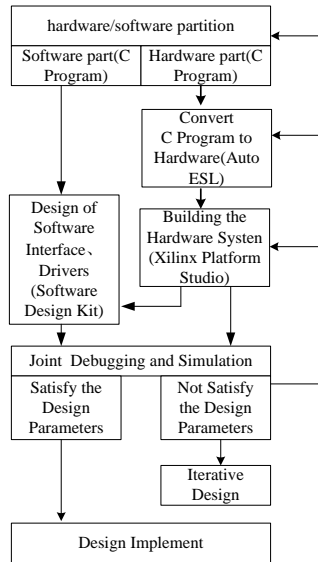 hardware/software partition
Software part(C
Program)
Hardware part(C
Program)
Convert
C Program to
Hardware(Auto
ESL)
Design of
Software
Interface、
Drivers
(Software
Design Kit)
Building the
Hardware Systen
(Xilinx Platform
Studio)
Joint Debugging and Simulation
Satisfy the
Design
Parameters
Not Satisfy
the Design
Parameters
Iterative
Design
Design Implement